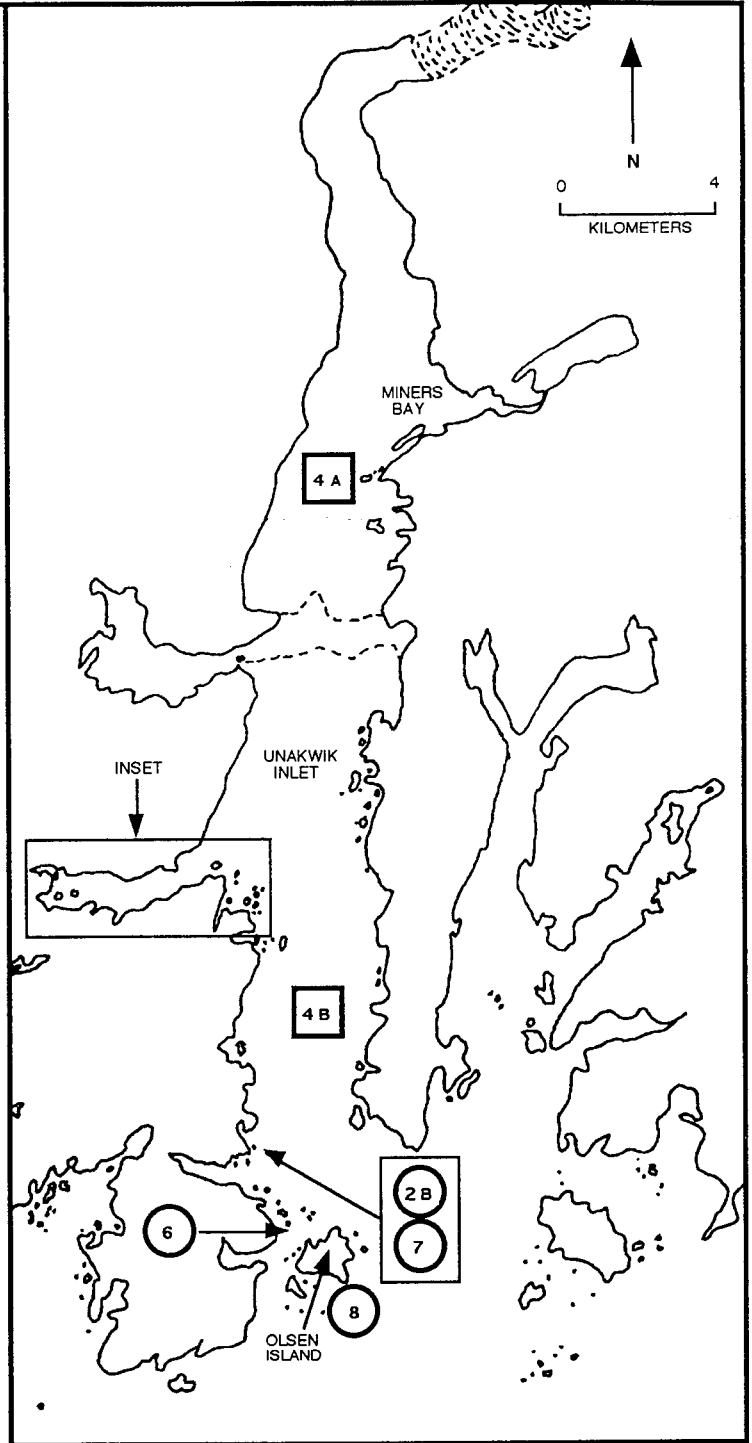 N
0 4
KILOMETERS
MINERS
BAY
4 A
INSET
UNAKWIK
INLET
4 B
2 B
6
7
8
OLSEN
ISLAND